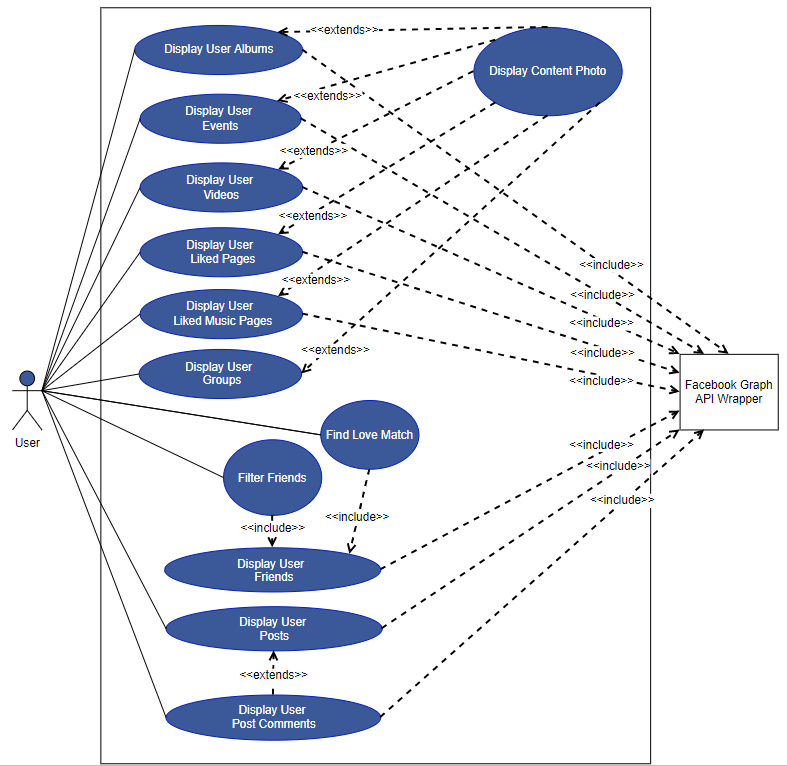 <<extends>>
Display User Albums
Display Content Photo
<<extends>>
Display User
Events
<<extends>>
Display User
Videos
<<extends>>
Display User
Liked Pages
<<include>>
<<extends>>
<<include>>
Display User
Liked Music Pages
<<include>>
<<extends>>
<<include>>
Display User
Groups
<<include>>
Facebook Graph
API Wrapper
User
Find Love Match
<<include>>
<<include>>
Filter Friends
<<include>>
<<include>>
<<include>>
Display User
Friends
Display User
Posts
<<extends>>
Display User
Post Comments